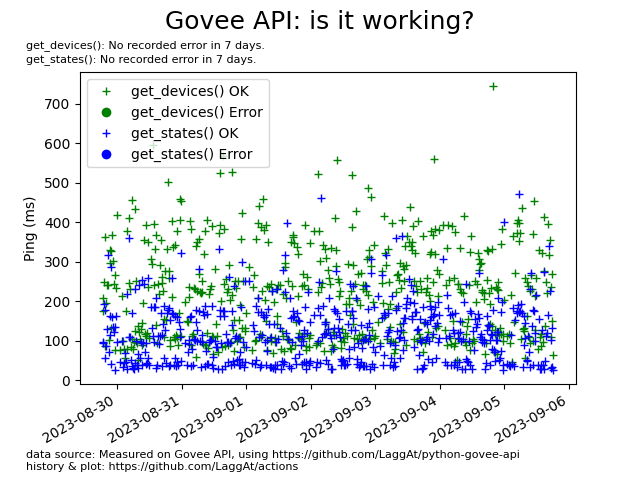 Govee API: is it working?
get_devices(): No recorded error in 7 days.
get_states(): No recorded error in 7 days.
get_devices() OK
get_devices() Error
get_states() OK
get_states() Error
Ping (ms)
700
600
500
400
300
200
100
0
2023-08-30
2023-08-31
2023-09-01
2023-09-02
2023-09-03
2023-09-04
2023-09-05
2023-09-06
data source: Measured on Govee API, using https://github.com/LaggAt/python-govee-api
history & plot: https://github.com/LaggAt/actions